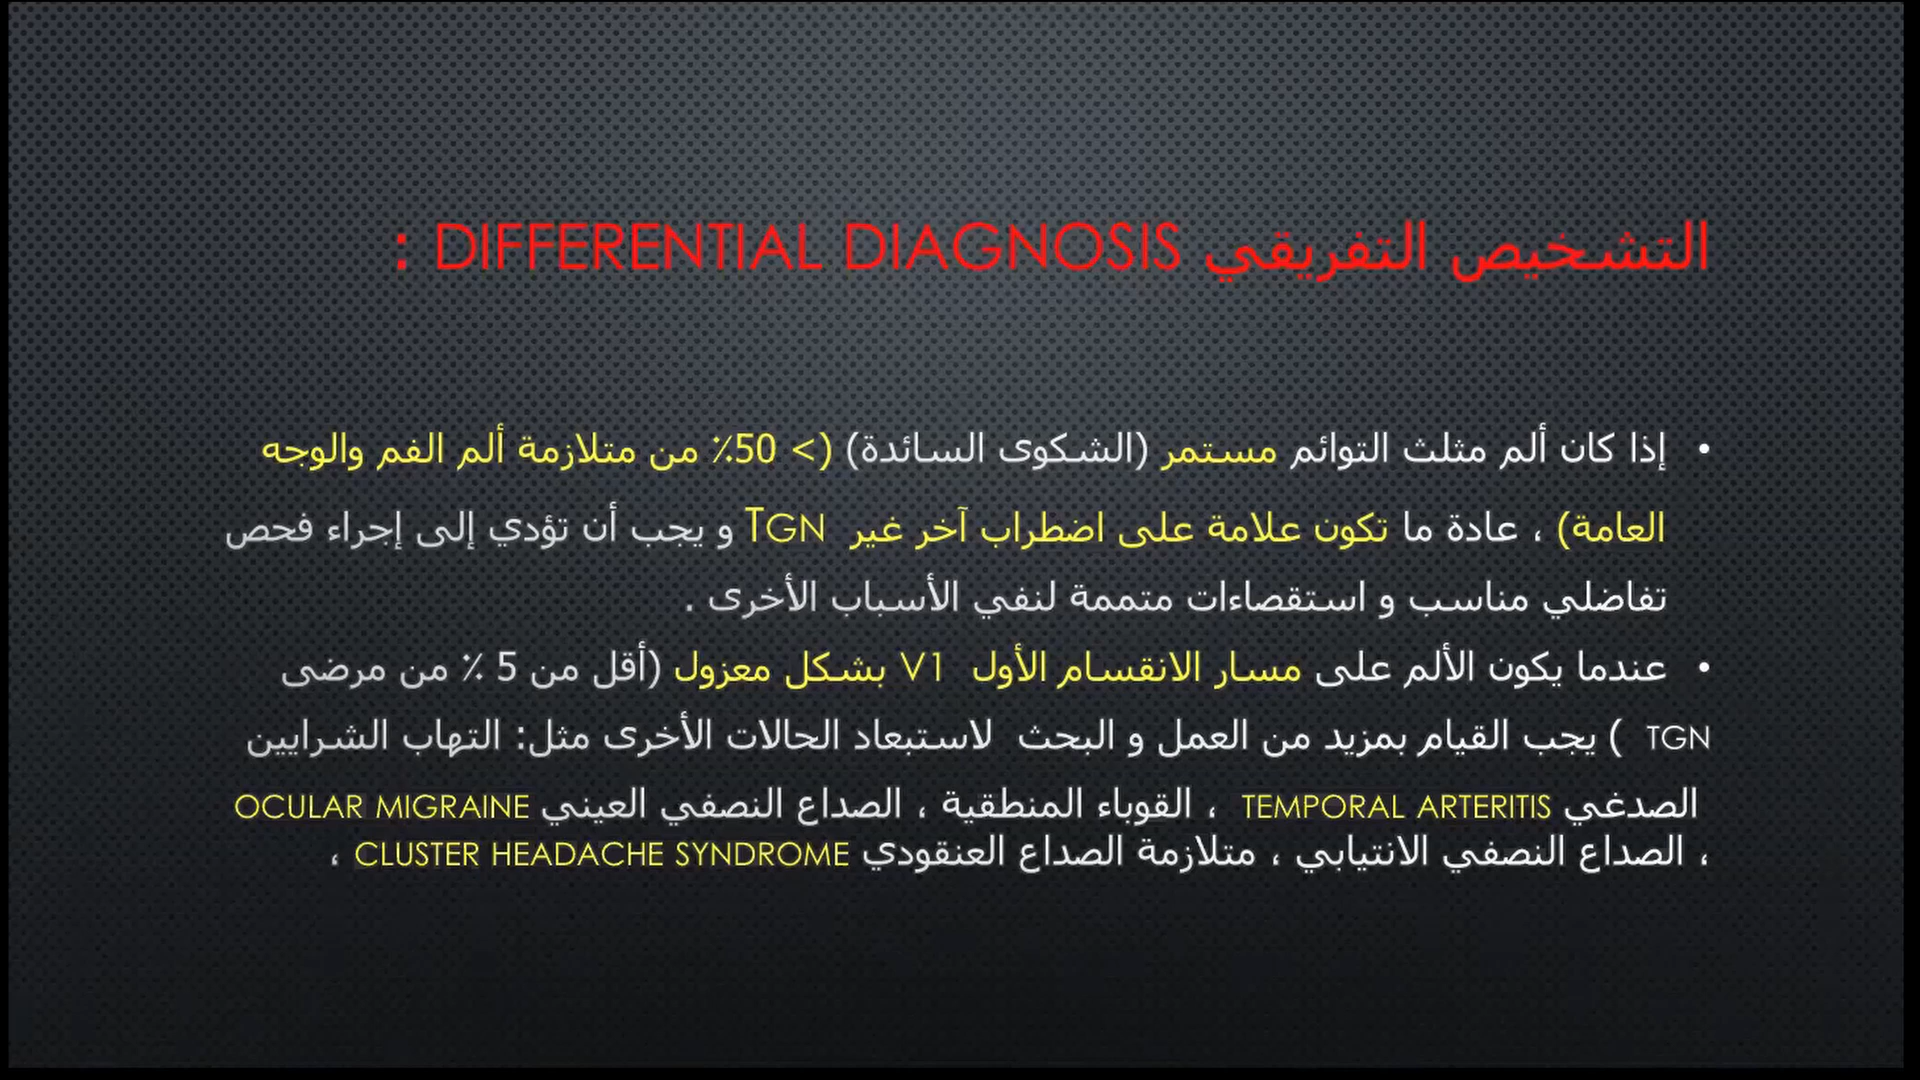 التشخيص التفريقي DIFFERENTIAL DIAGNOSIS :
• إذا كان ألم مثلث التوائم مستمر (الشكوى السائدة) (> 50٪ من متلازمة ألم الفم والوجه
العامة) ، عادة ما تكون علامة على اضطراب آخر غير TGN و يجب أن تؤدي إلى إجراء فحص
تفاضلي مناسب و استقصاءات متممة لنفي الأسباب الأخرى .
• عندما يكون الألم على مسار الانقسام الأول V1 بشكل معزول (أقل من 5 ٪ من مرضى
TGN ) يجب القيام بمزيد من العمل و البحث لاستبعاد الحالات الأخرى مثل: التهاب الشرايين
الصدغي TEMPORAL ARTERITIS ، القوباء المنطقية ، الصداع النصفي العيني OCULAR MIGRAINE
، الصداع النصفي الانتيابي ، متلازمة الصداع العنقودي CLUSTER HEADACHE SYNDROME ،